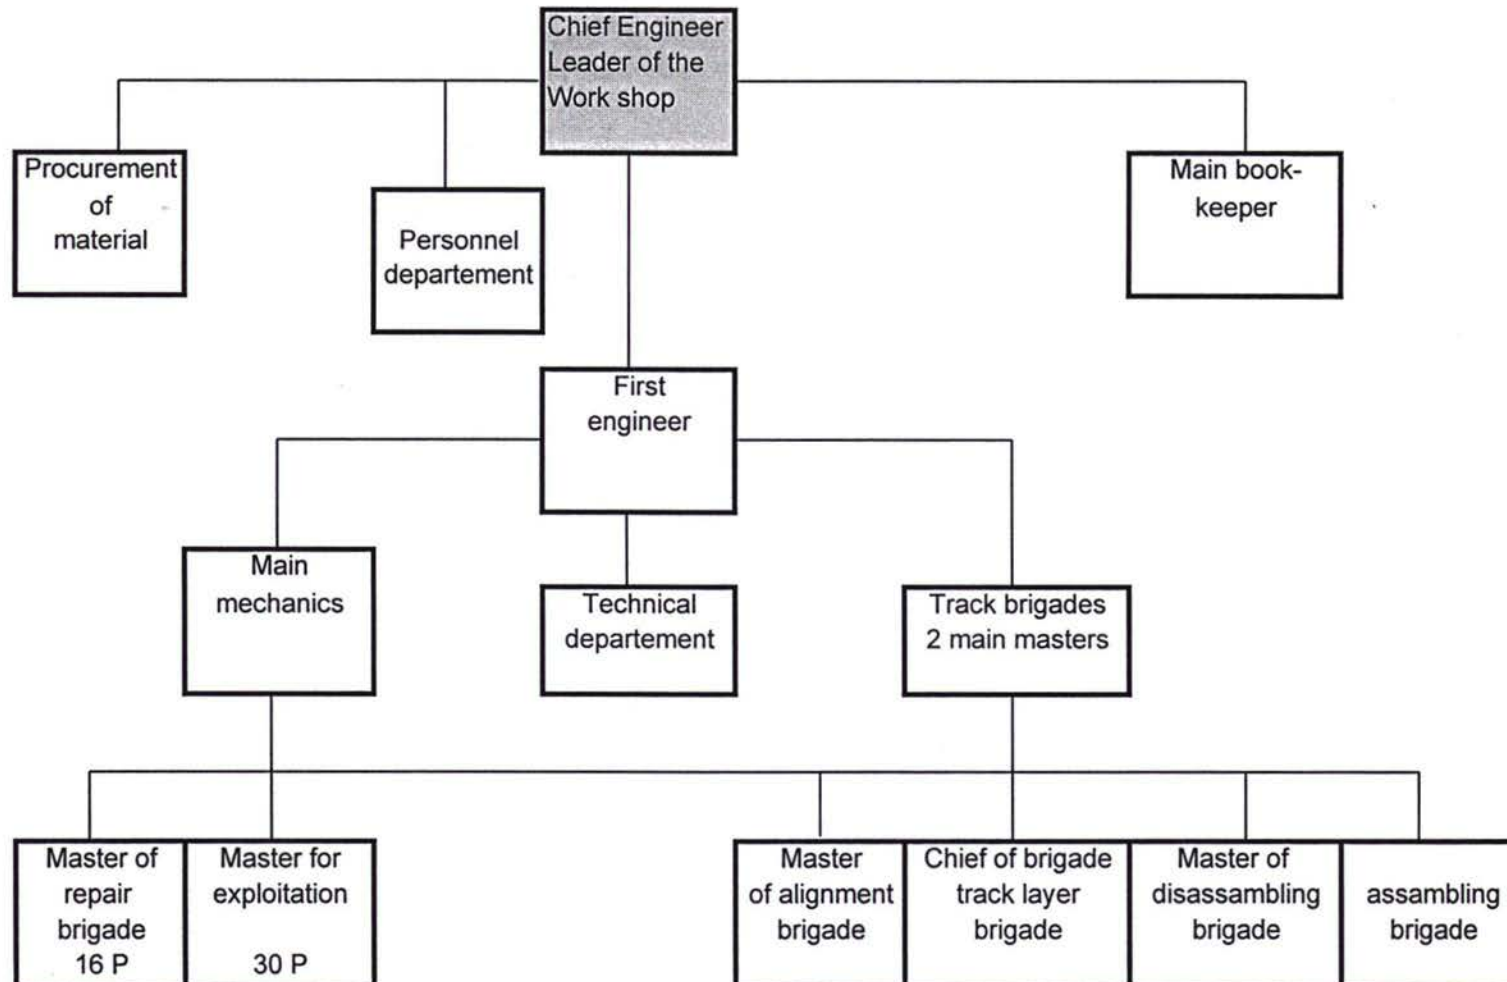 Chief Engineer
Leader of the
Work shop
Procurement
of
material
Personnel
departement
Main book-
keeper
First
engineer
Main
mechanics
Technical
departement
Track brigades
2 main masters
Master of
repair
brigade
16 P
Master for
exploitation
30 P
Master
of alignment
brigade
Chief of brigade
track layer
brigade
Master of
disassambling
brigade
assambling
brigade